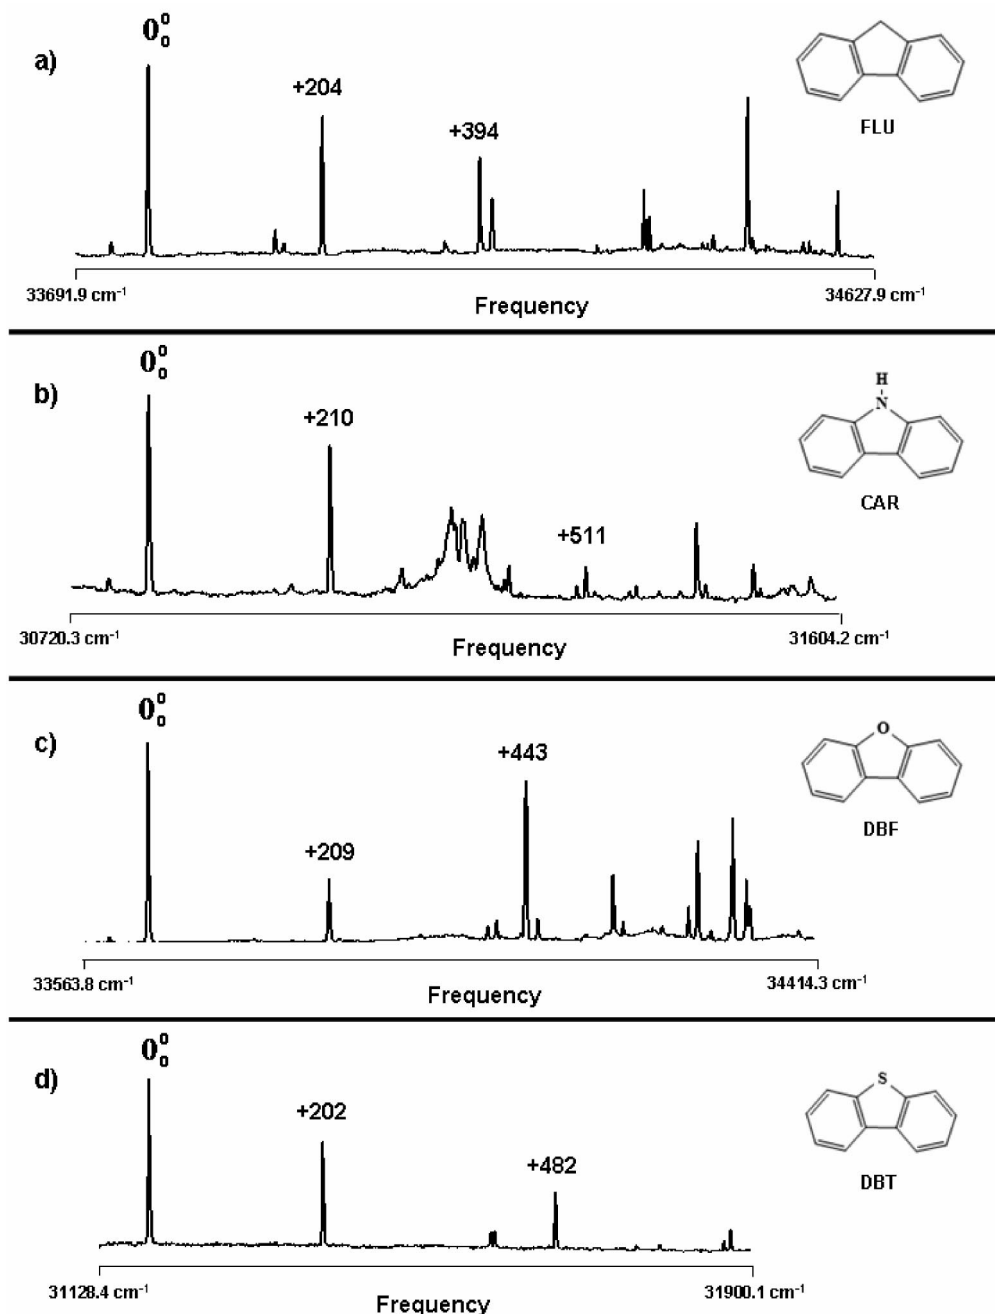 a)
0⁰₀
+204
+394
FLU
33691.9 cm⁻¹
Frequency
34627.9 cm⁻¹
b)
0⁰₀
+210
+511
H
N
CAR
30720.3 cm⁻¹
Frequency
31604.2 cm⁻¹
c)
0⁰₀
+209
+443
O
DBF
33563.8 cm⁻¹
Frequency
34414.3 cm⁻¹
d)
0⁰₀
+202
+482
S
DBT
31128.4 cm⁻¹
Frequency
31900.1 cm⁻¹